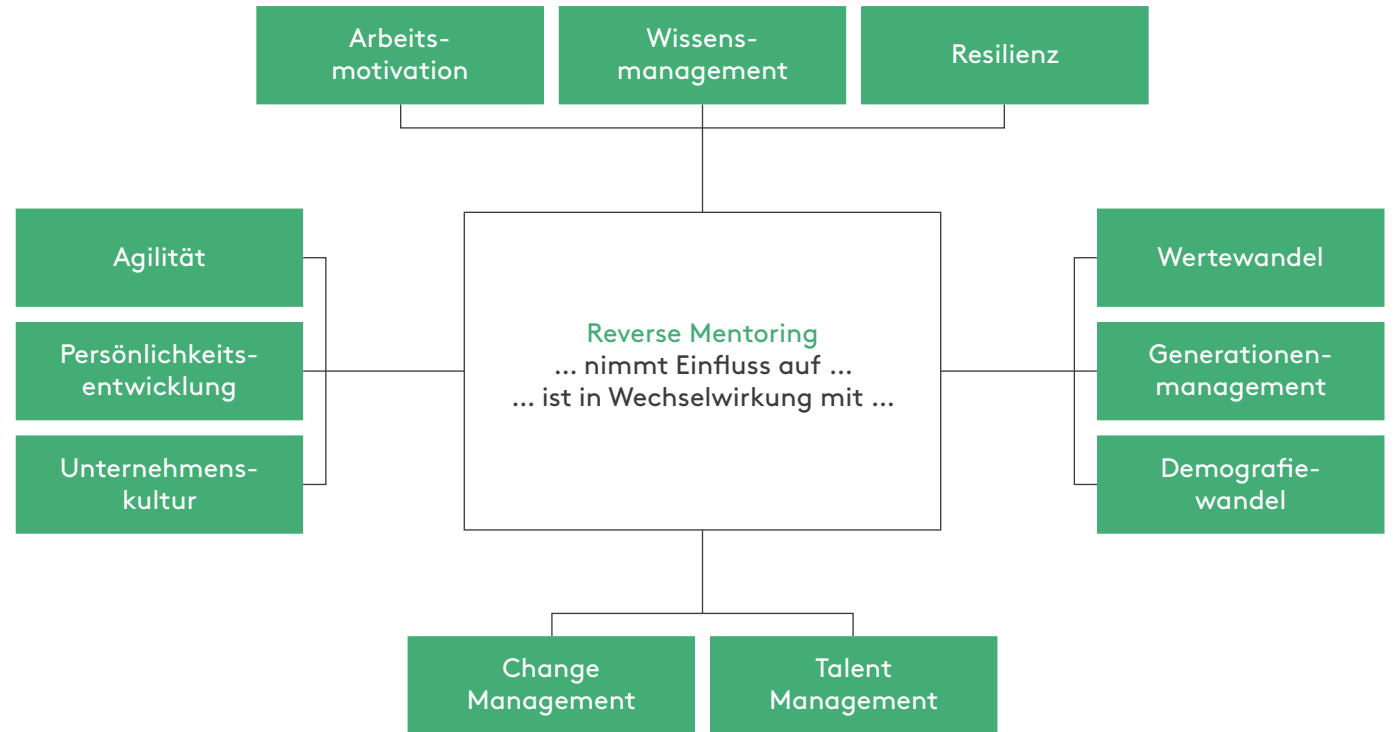 Arbeits-
motivation
Wissens-
management
Resilienz
Agilität
Persönlichkeits-
entwicklung
Unternehmens-
kultur
Reverse Mentoring
... nimmt Einfluss auf ...
... ist in Wechselwirkung mit ...
Wertewandel
Generationen-
management
Demografie-
wandel
Change
Management
Talent
Management